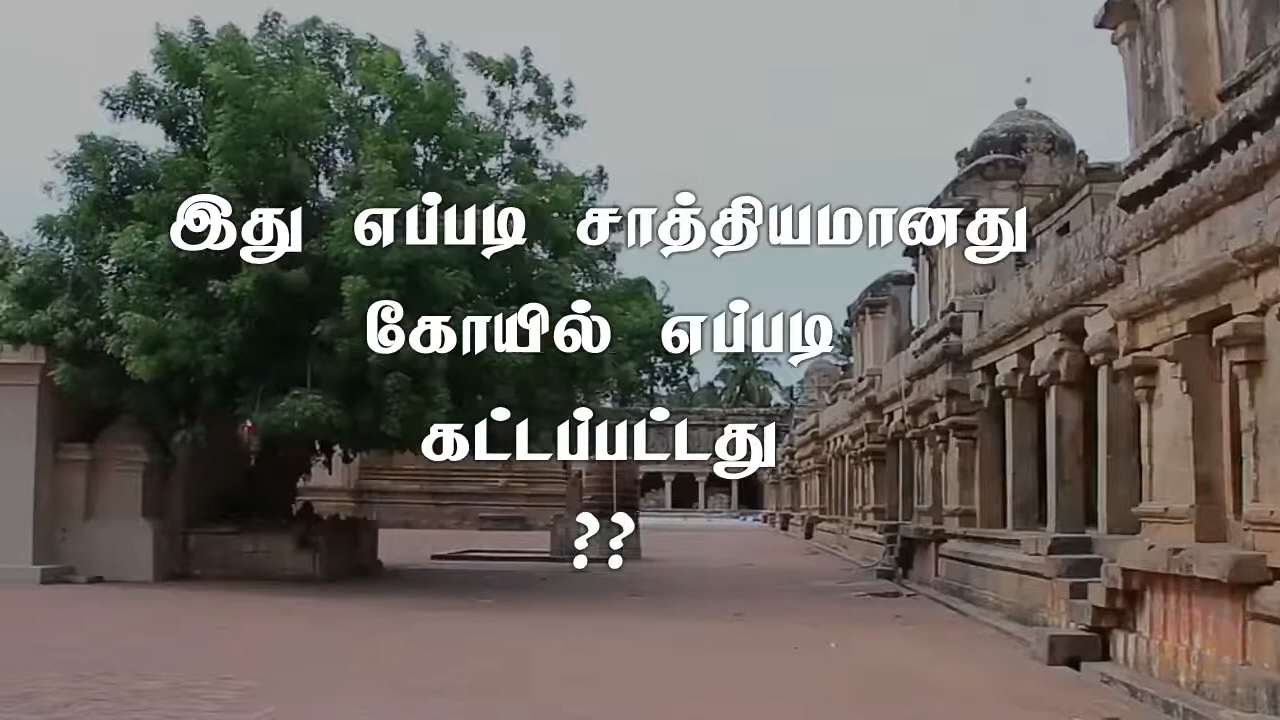 இது எப்படி சாத்தியமானது
கோயில் எப்படி
கட்டப்பட்டது
??